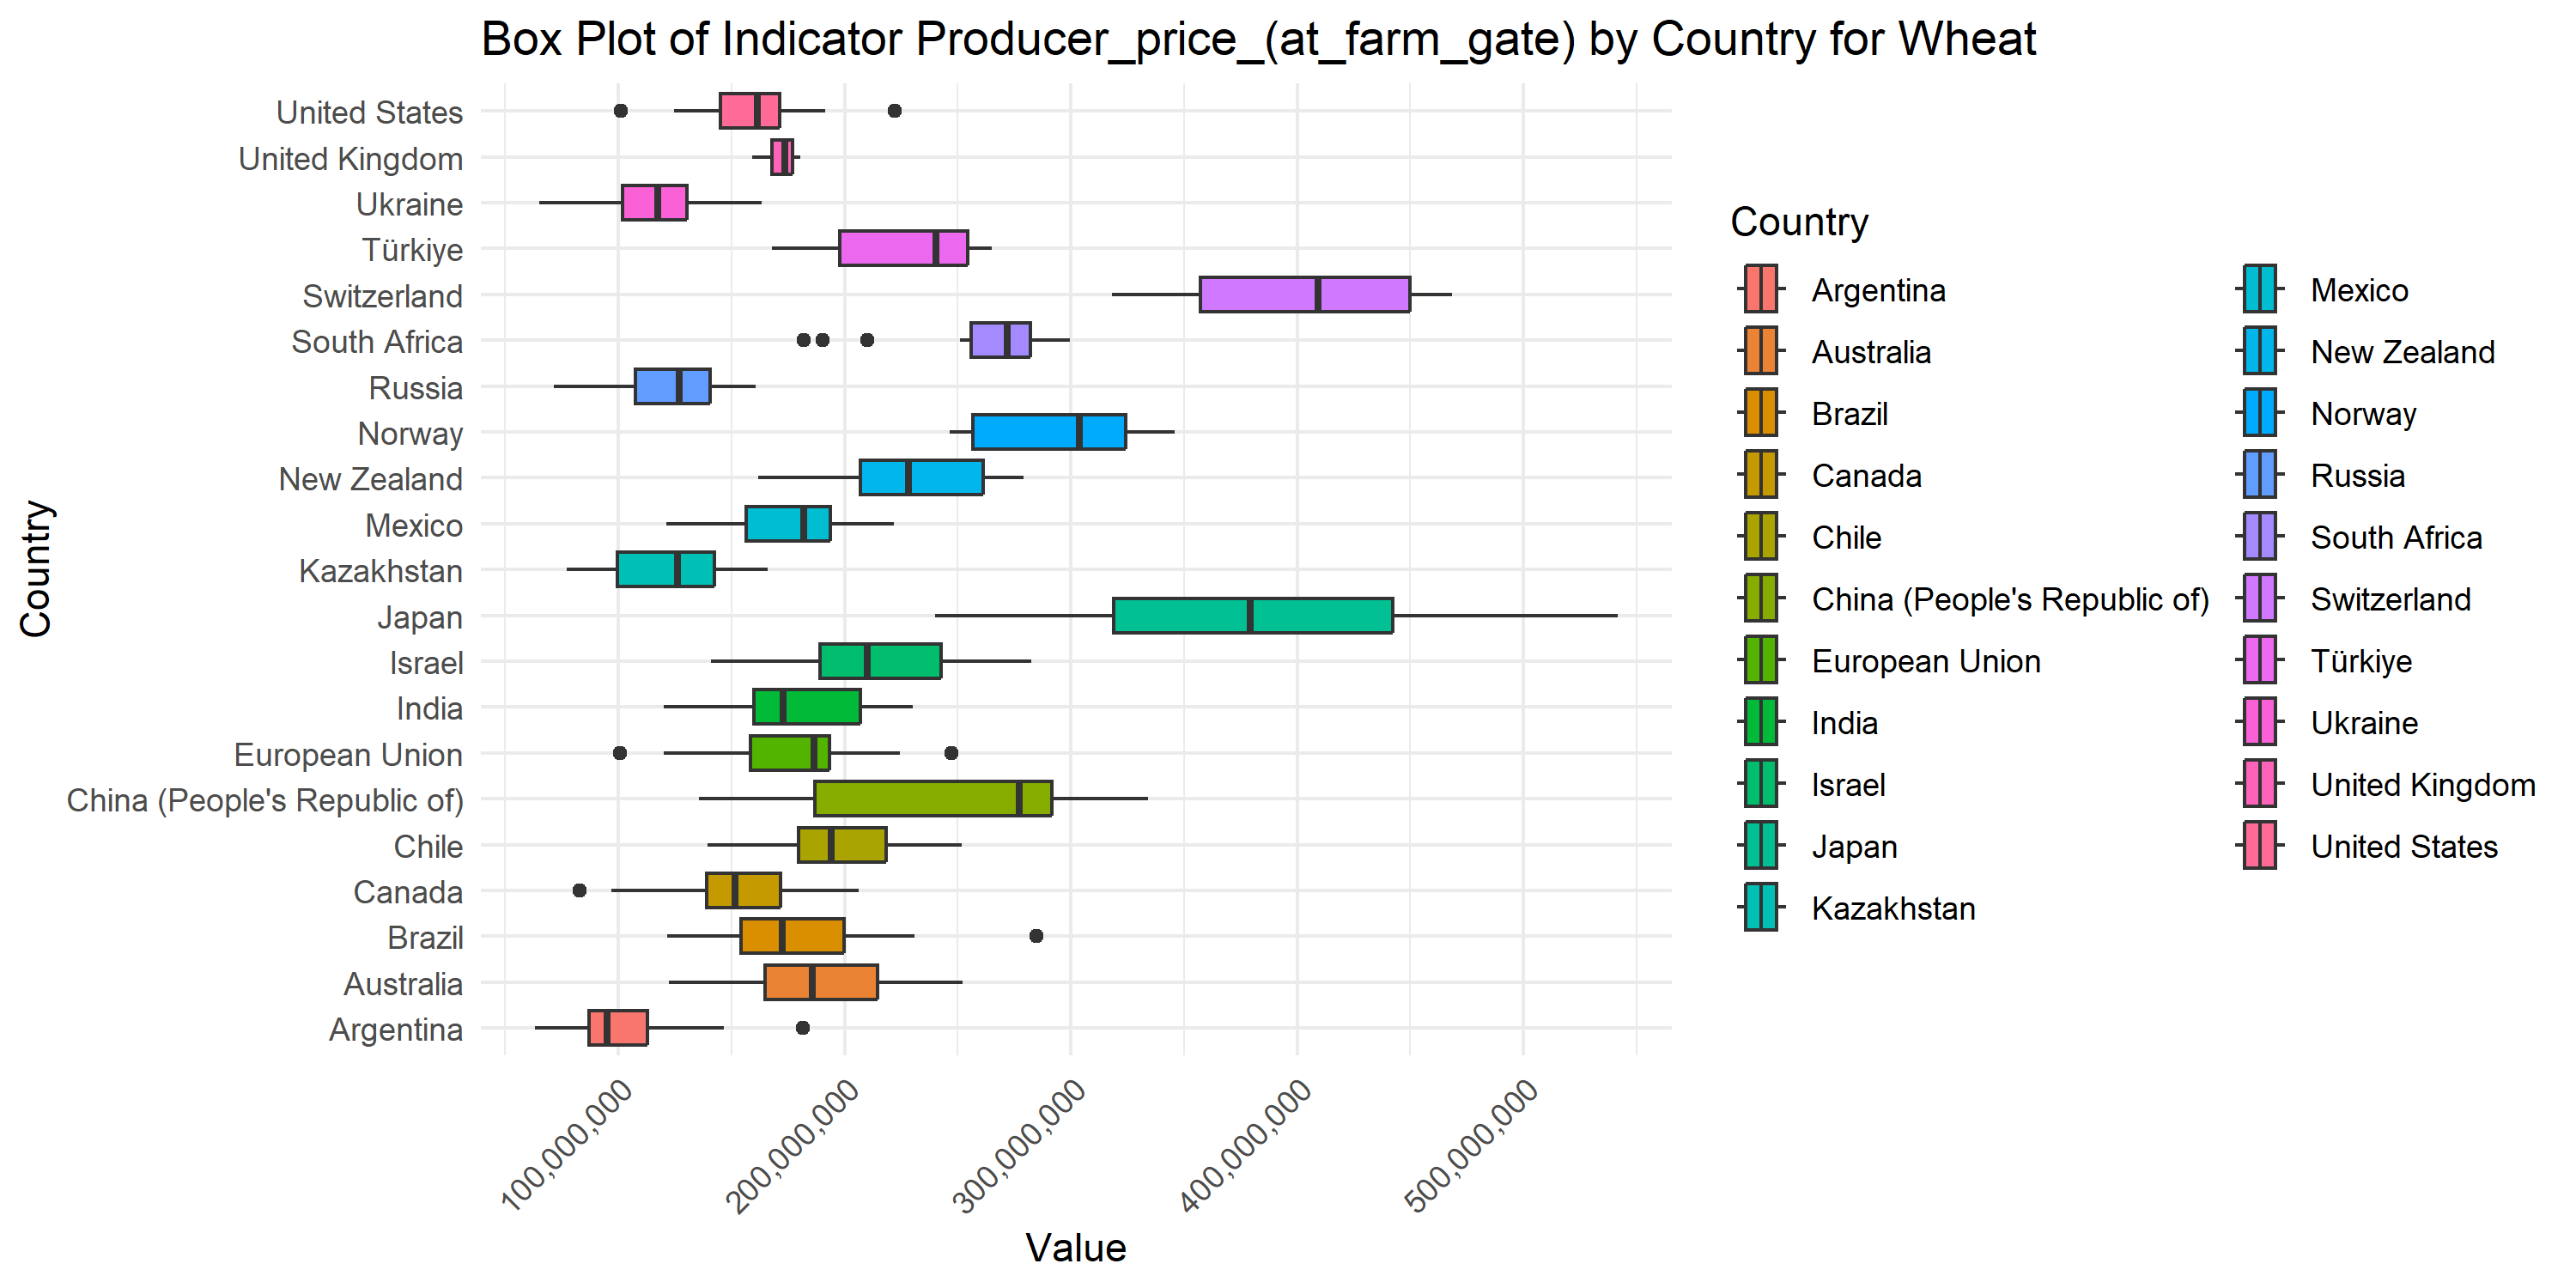 Box Plot of Indicator Producer_price_(at_farm_gate) by Country for Wheat
Country
United States
United Kingdom
Ukraine
Türkiye
Switzerland
South Africa
Russia
Norway
New Zealand
Mexico
Kazakhstan
Japan
Israel
India
European Union
China (People's Republic of)
Chile
Canada
Brazil
Australia
Argentina
100,000,000
200,000,000
300,000,000
400,000,000
500,000,000
Value
Country
Argentina
Australia
Brazil
Canada
Chile
China (People's Republic of)
European Union
India
Israel
Japan
Kazakhstan
Mexico
New Zealand
Norway
Russia
South Africa
Switzerland
Türkiye
Ukraine
United Kingdom
United States